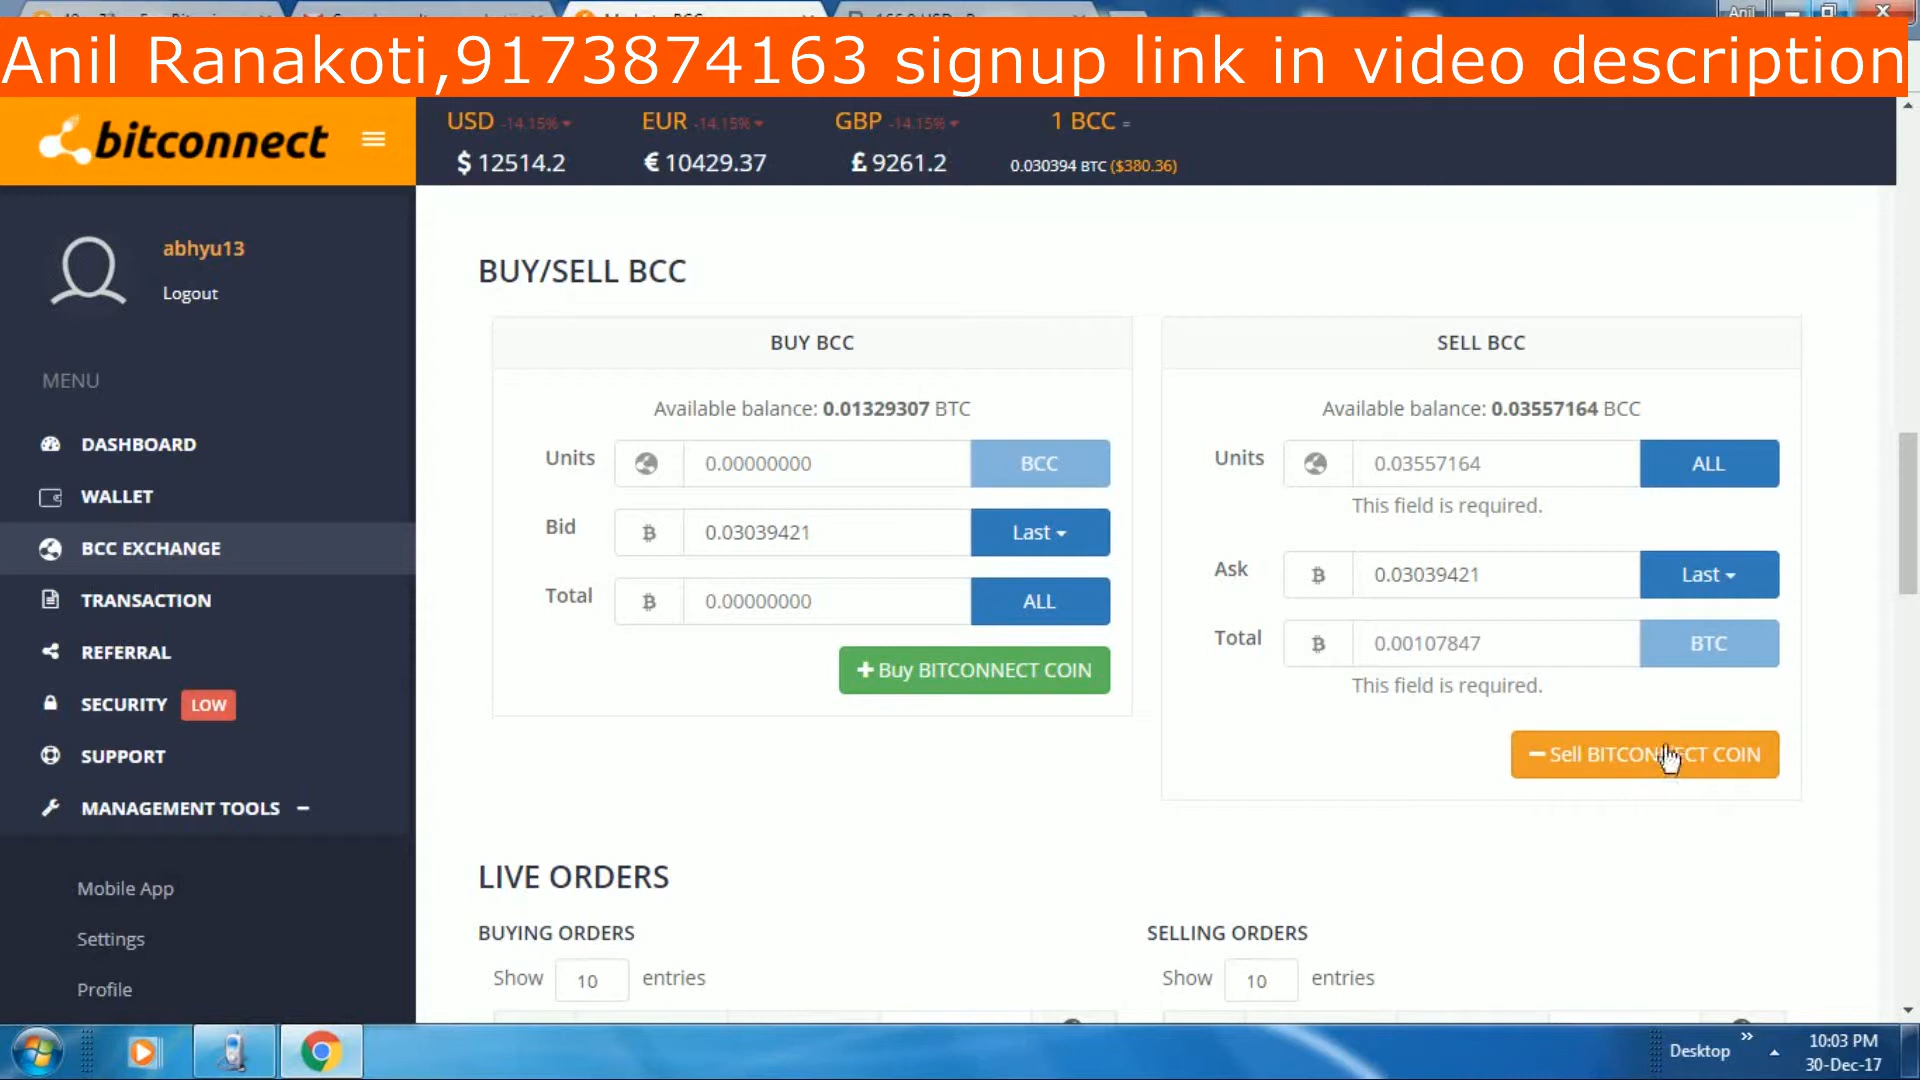 Anil
Anil Ranakoti,9173874163 signup link in video description
bitconnect
USD -14.15%
EUR -14.15%
GBP -14.15%
1 BCC =
$ 12514.2
€ 10429.37
£ 9261.2
0.030394 BTC ($380.36)
abhyu13
Logout
MENU
DASHBOARD
WALLET
BCC EXCHANGE
TRANSACTION
REFERRAL
SECURITY LOW
SUPPORT
MANAGEMENT TOOLS
Mobile App
Settings
Profile
BUY/SELL BCC
BUY BCC
Available balance: 0.01329307 BTC
Units 0.00000000 BCC
Bid 0.03039421 Last
Total 0.00000000 ALL
+ Buy BITCONNECT COIN
SELL BCC
Available balance: 0.03557164 BCC
Units 0.03557164 ALL
This field is required.
Ask 0.03039421 Last
Total 0.00107847 BTC
This field is required.
− Sell BITCONNECT COIN
LIVE ORDERS
BUYING ORDERS
Show 10 entries
SELLING ORDERS
Show 10 entries
Desktop
10:03 PM
30-Dec-17